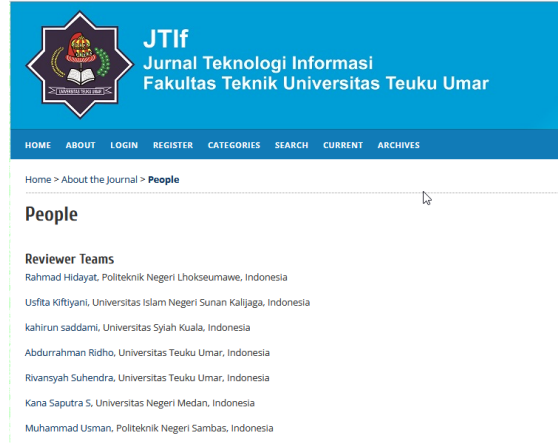 JTIf
Jurnal Teknologi Informasi
Fakultas Teknik Universitas Teuku Umar
UNIVERSITAS TEUKU UMAR
HOME ABOUT LOGIN REGISTER CATEGORIES SEARCH CURRENT ARCHIVES
Home > About the Journal > People
People
Reviewer Teams
Rahmad Hidayat, Politeknik Negeri Lhokseumawe, Indonesia
Usfita Kiftiyani, Universitas Islam Negeri Sunan Kalijaga, Indonesia
kahirun saddami, Universitas Syiah Kuala, Indonesia
Abdurrahman Ridho, Universitas Teuku Umar, Indonesia
Rivansyah Suhendra, Universitas Teuku Umar, Indonesia
Kana Saputra S, Universitas Negeri Medan, Indonesia
Muhammad Usman, Politeknik Negeri Sambas, Indonesia